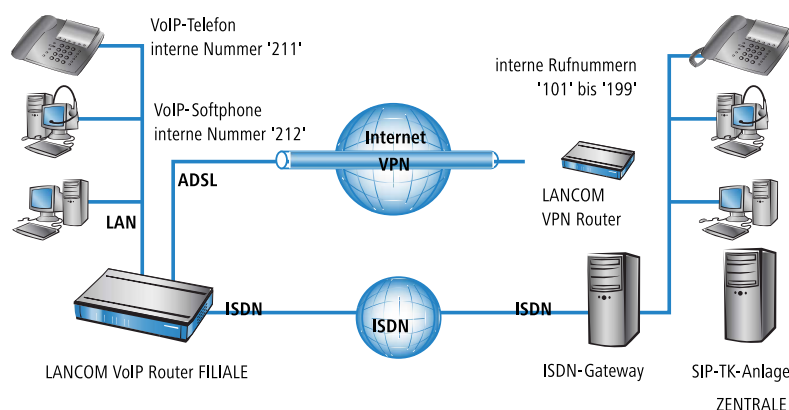 VoIP-Telefon
interne Nummer '211'
interne Rufnummern
'101' bis '199'
VoIP-Softphone
interne Nummer '212'
Internet
VPN
ADSL
LANCOM
VPN Router
LAN
ISDN
ISDN
ISDN
LANCOM VoIP Router FILIALE
ISDN-Gateway
SIP-TK-Anlage
ZENTRALE